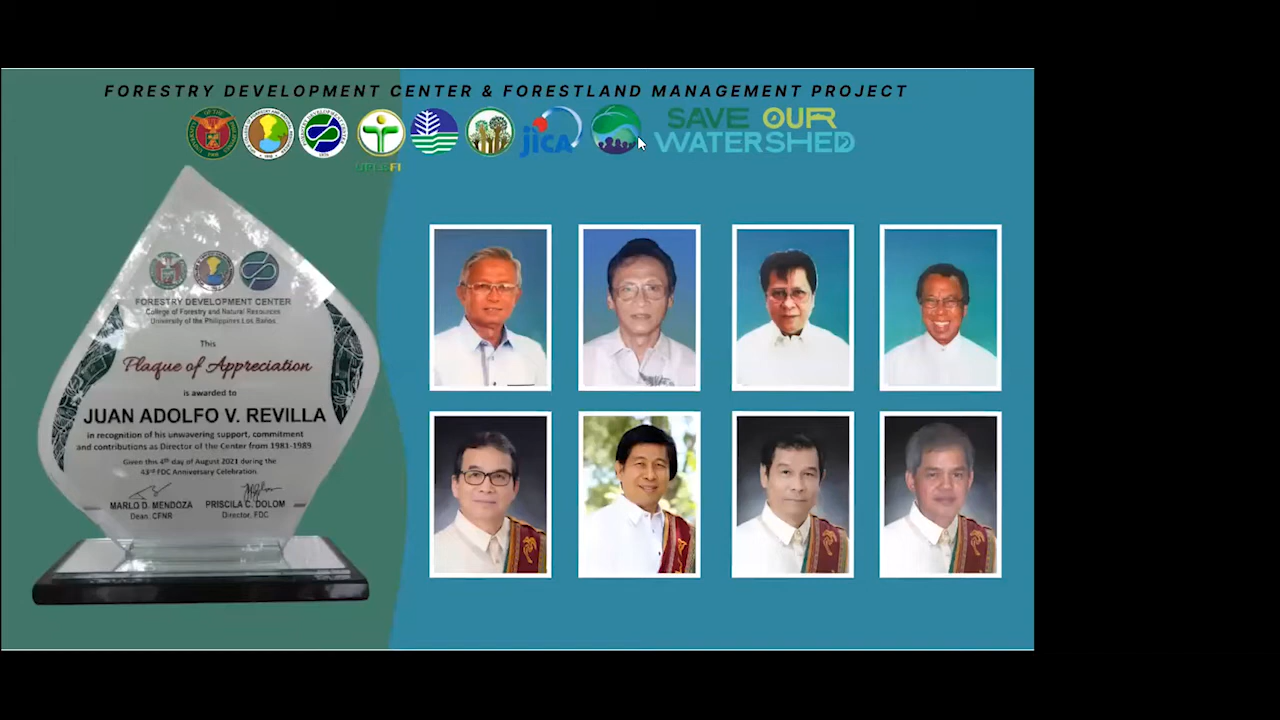 FORESTRY DEVELOPMENT CENTER & FORESTLAND MANAGEMENT PROJECT
SAVE OUR
WATERSHED
jICA
UPLBFI
FORESTRY DEVELOPMENT CENTER
College of Forestry and Natural Resources
University of the Philippines Los Baños
This
Plaque of Appreciation
is awarded to
JUAN ADOLFO V. REVILLA
in recognition of his unwavering support, commitment
and contributions as Director of the Center from 1981-1989
Given this 4th day of August 2021 during the
43rd FDC Anniversary Celebration
MARLO D. MENDOZA PRISCILA C. DOLOM
Dean, CFNR Director, FDC